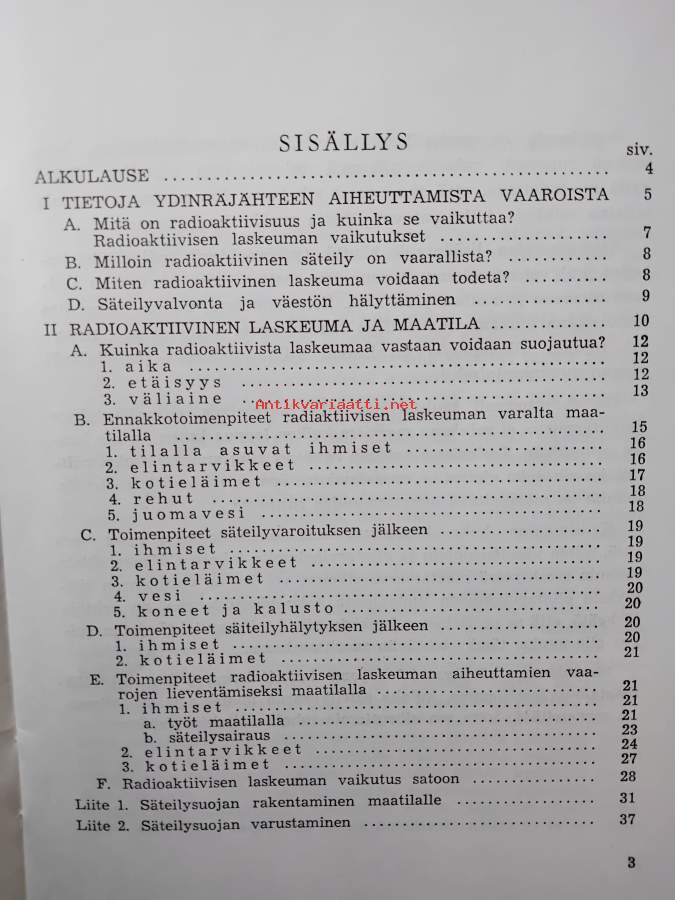 SISÄLLYS
siv.
ALKULAUSE ........ 4
I TIETOJA YDINRÄJÄHTEEN AIHEUTTAMISTA VAAROISTA 5
A. Mitä on radioaktiivisuus ja kuinka se vaikuttaa?
Radioaktiivisen laskeuman vaikutukset ........ 7
B. Milloin radioaktiivinen säteily on vaarallista? ........ 8
C. Miten radioaktiivinen laskeuma voidaan todeta? ........ 8
D. Säteilyvalvonta ja väestön hälyttäminen ........ 9
II RADIOAKTIIVINEN LASKEUMA JA MAATILA ........ 10
A. Kuinka radioaktiivista laskeumaa vastaan voidaan suojautua? 12
1. aika ........ 12
2. etäisyys ........ 12
3. väliaine ........ 13
Antikvariaatti.net
B. Ennakkotoimenpiteet radiaktiivisen laskeuman varalta maa-
tilalla ........ 15
1. tilalla asuvat ihmiset ........ 16
2. elintarvikkeet ........ 16
3. kotieläimet ........ 17
4. rehut ........ 18
5. juomavesi ........ 18
C. Toimenpiteet säteilyvaroituksen jälkeen ........ 19
1. ihmiset ........ 19
2. elintarvikkeet ........ 19
3. kotieläimet ........ 19
4. vesi ........ 20
5. koneet ja kalusto ........ 20
D. Toimenpiteet säiteilyhälytyksen jälkeen ........ 20
1. ihmiset ........ 20
2. kotieläimet ........ 21
E. Toimenpiteet radioaktiivisen laskeuman aiheuttamien vaa-
rojen lieventämiseksi maatilalla ........ 21
1. ihmiset ........ 21
a. työt maatilalla ........ 21
b. säteilysairaus ........ 23
2. elintarvikkeet ........ 24
3. kotieläimet ........ 27
F. Radioaktiivisen laskeuman vaikutus satoon ........ 28
Liite 1. Säteilysuojan rakentaminen maatilalle ........ 31
Liite 2. Säteilysuojan varustaminen ........ 37
3